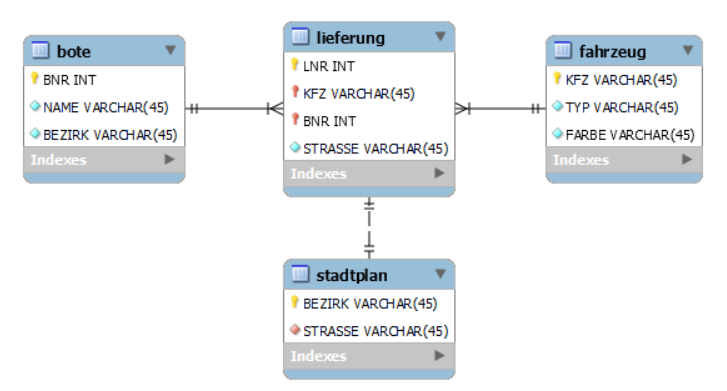 bote
BNR INT
NAME VARCHAR(45)
BEZIRK VARCHAR(45)
Indexes
lieferung
LNR INT
KFZ VARCHAR(45)
BNR INT
STRASSE VARCHAR(45)
Indexes
fahrzeug
KFZ VARCHAR(45)
TYP VARCHAR(45)
FARBE VARCHAR(45)
Indexes
stadtplan
BEZIRK VARCHAR(45)
STRASSE VARCHAR(45)
Indexes